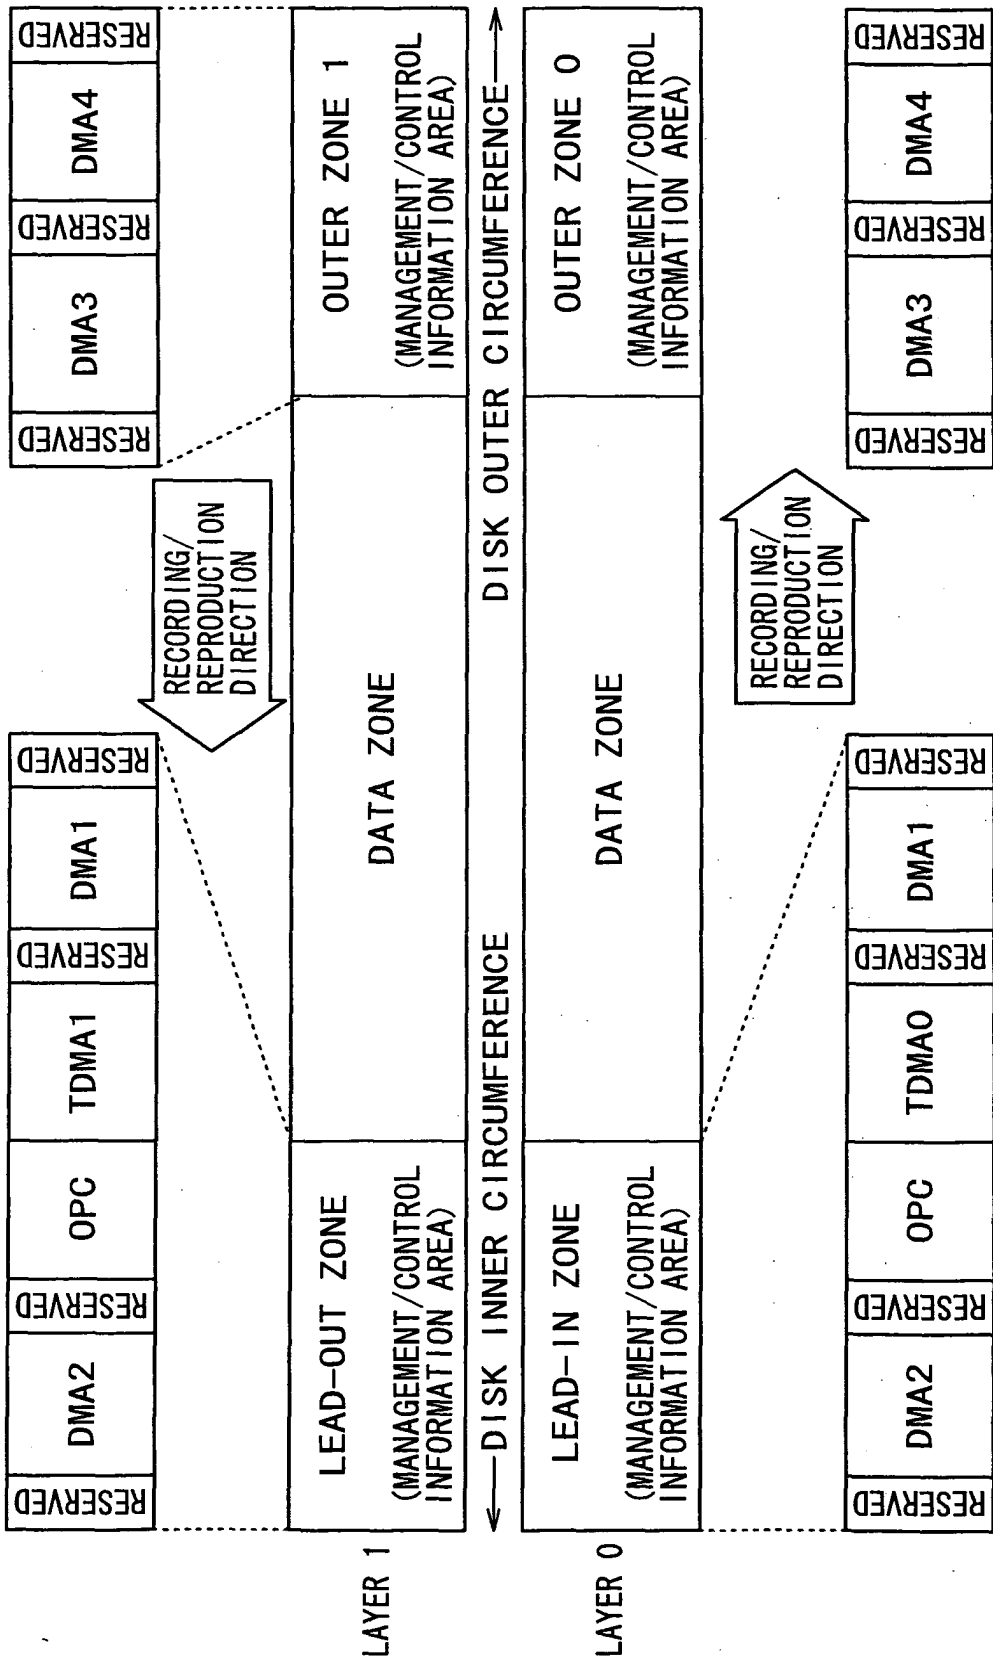 RESERVED
DMA2
RESERVED
OPC
TDMA1
RESERVED
DMA1
RESERVED
RESERVED
DMA3
RESERVED
DMA4
RESERVED
RECORDING/
REPRODUCTION
DIRECTION
LAYER 1
LEAD-OUT ZONE
(MANAGEMENT/CONTROL
INFORMATION AREA)
DATA ZONE
OUTER ZONE 1
(MANAGEMENT/CONTROL
INFORMATION AREA)
DISK INNER CIRCUMFERENCE
DISK OUTER CIRCUMFERENCE
LAYER 0
LEAD-IN ZONE
(MANAGEMENT/CONTROL
INFORMATION AREA)
DATA ZONE
OUTER ZONE 0
(MANAGEMENT/CONTROL
INFORMATION AREA)
RECORDING/
REPRODUCTION
DIRECTION
RESERVED
DMA2
RESERVED
OPC
TDMA0
RESERVED
DMA1
RESERVED
RESERVED
DMA3
RESERVED
DMA4
RESERVED